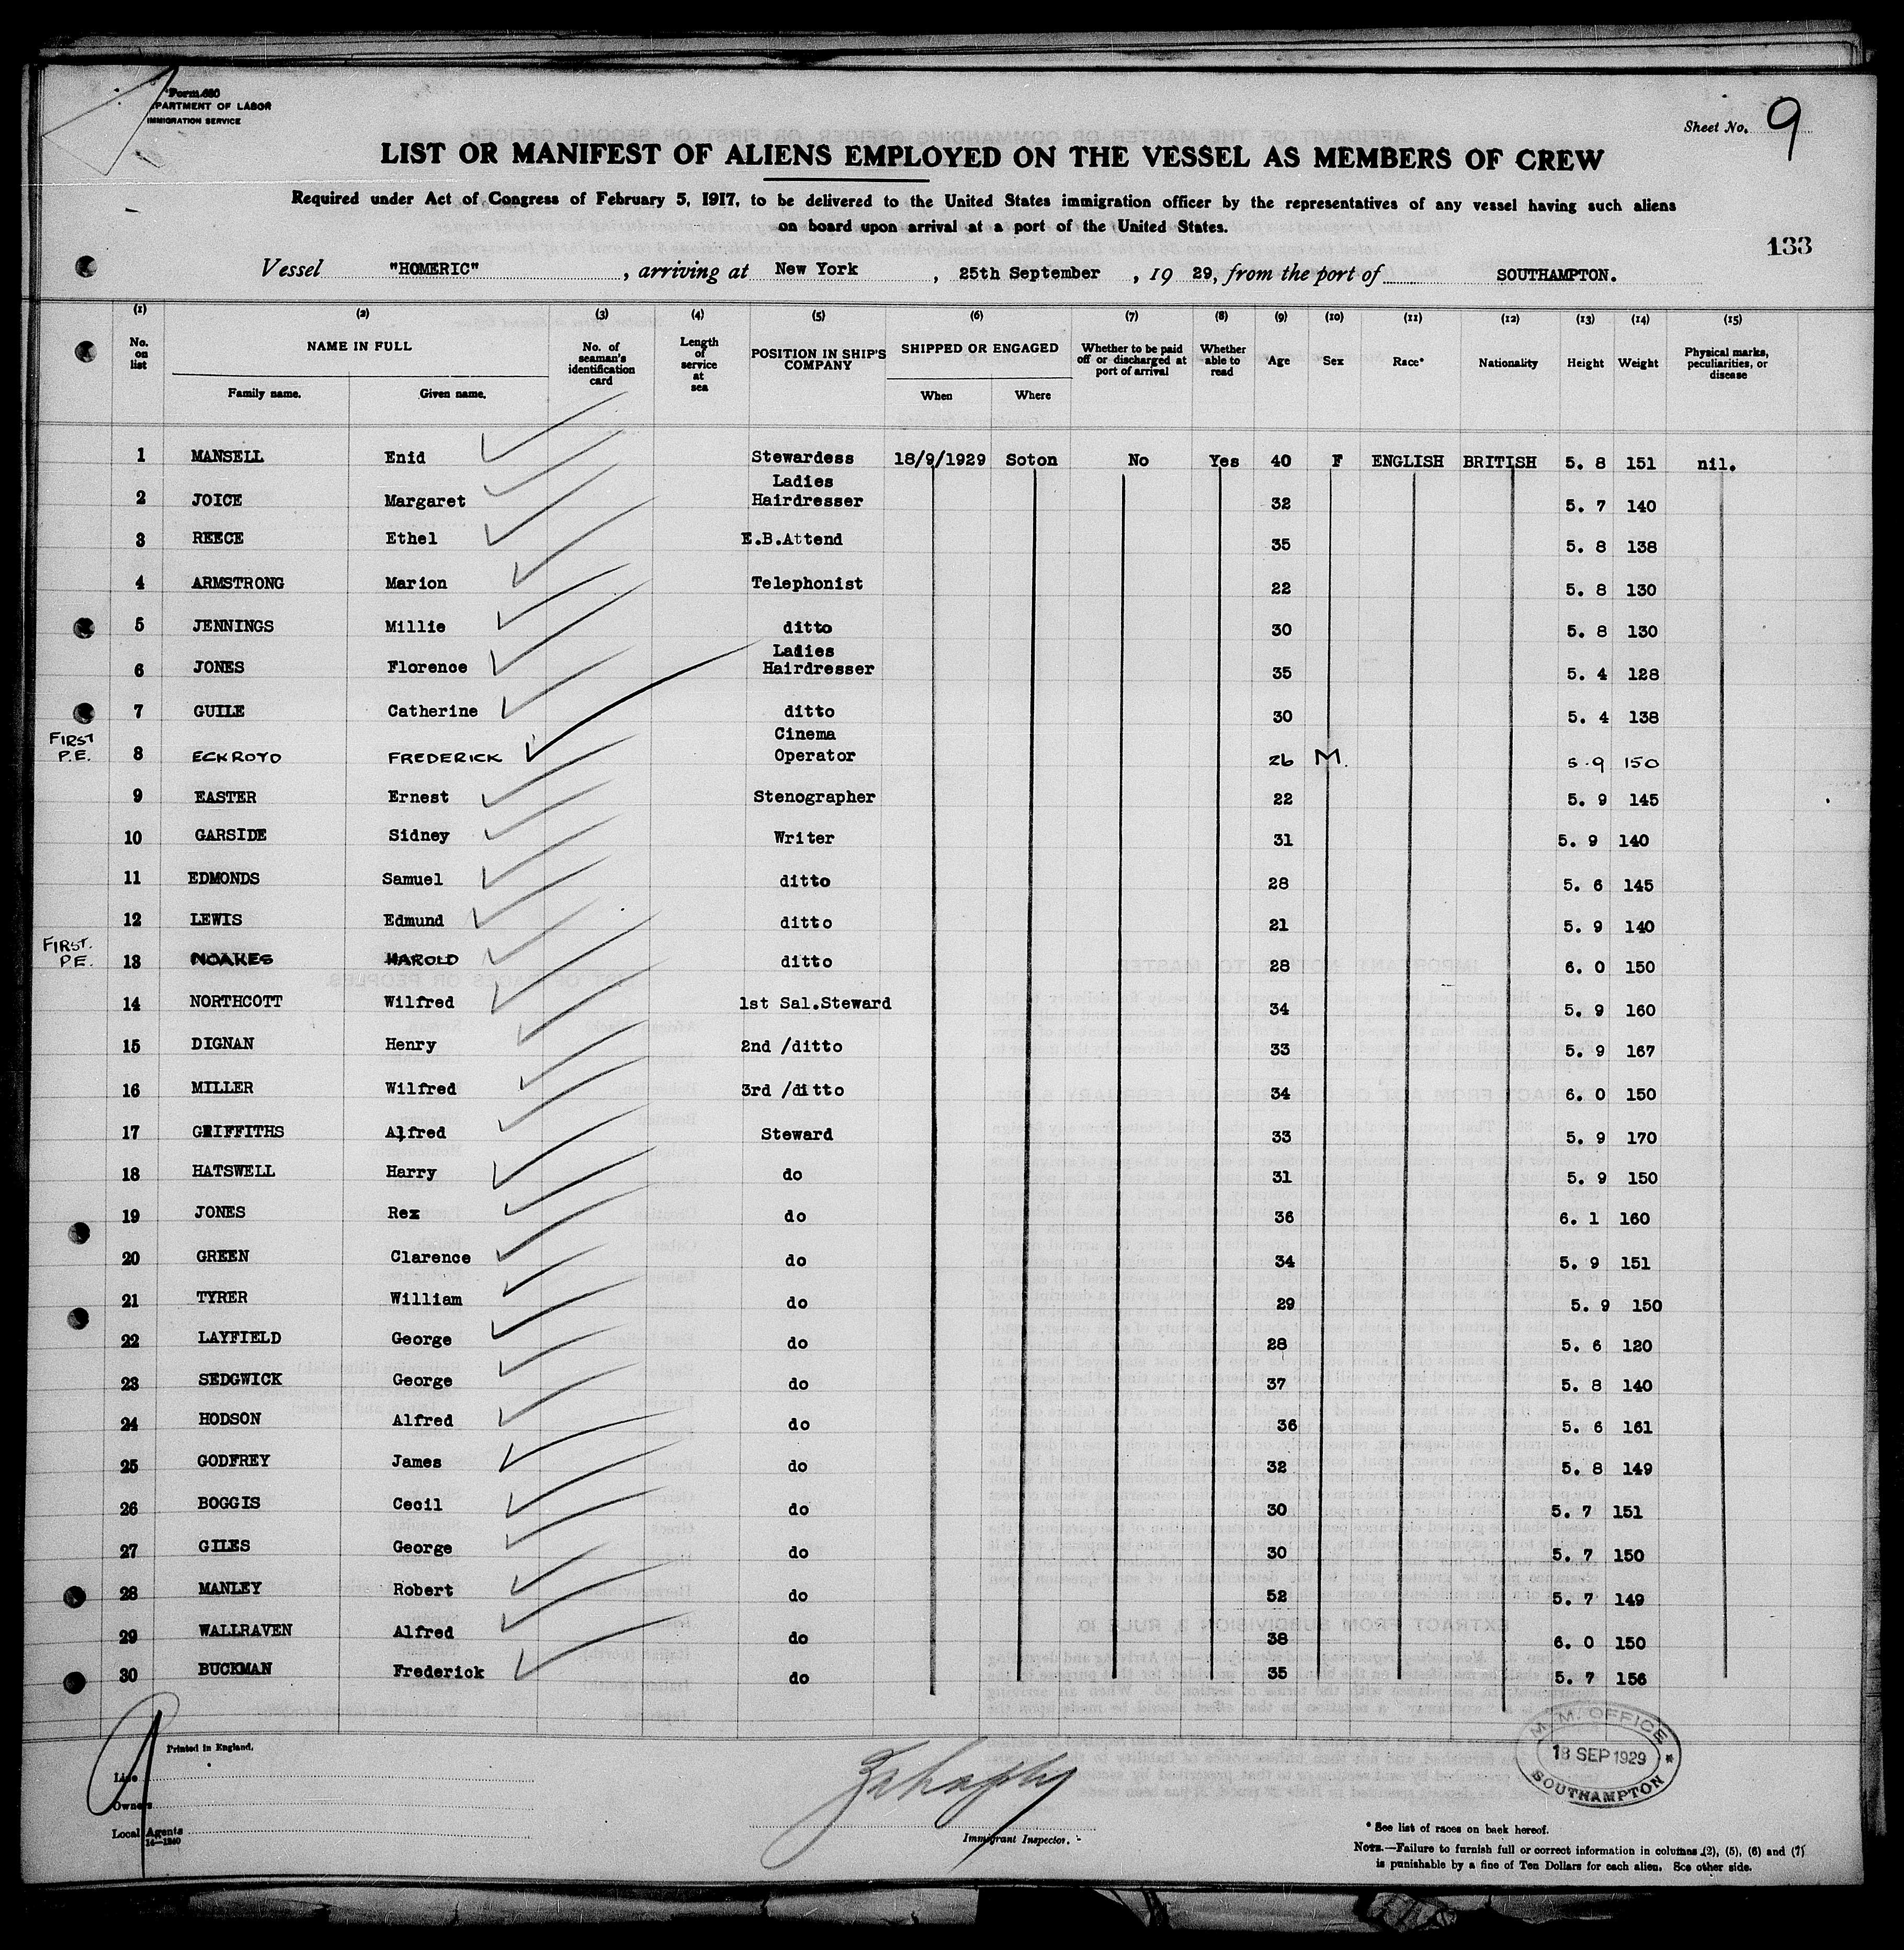 Form 680
DEPARTMENT OF LABOR
IMMIGRATION SERVICE
Sheet No. 9
LIST OR MANIFEST OF ALIENS EMPLOYED ON THE VESSEL AS MEMBERS OF CREW
Required under Act of Congress of February 5, 1917, to be delivered to the United States immigration officer by the representatives of any vessel having such aliens
on board upon arrival at a port of the United States.
133
Vessel "HOMERIC", arriving at New York, 25th September, 19 29, from the port of SOUTHAMPTON.
(1) (2) (3) (4) (5) (6) (7) (8) (9) (10) (11) (12) (13) (14) (15)
No. on list NAME IN FULL Family name. Given name. No. of seaman's identification card Length of service at sea POSITION IN SHIP'S COMPANY SHIPPED OR ENGAGED When Where Whether to be paid off or discharged at port of arrival Whether able to read Age Sex Race* Nationality Height Weight Physical marks, peculiarities, or disease
1 MANSELL Enid Stewardess 18/9/1929 Soton No Yes 40 F ENGLISH BRITISH 5. 8 151 nil.
2 JOICE Margaret Ladies Hairdresser 32 5. 7 140
3 REECE Ethel E.B.Attend 35 5. 8 138
4 ARMSTRONG Marion Telephonist 22 5. 8 130
5 JENNINGS Millie ditto 30 5. 8 130
6 JONES Florence Ladies Hairdresser 35 5. 4 128
7 GUILE Catherine ditto 30 5. 4 138
FIRST P.E. 8 ECKROYD FREDERICK Cinema Operator 26 M. 5.9 150
9 EASTER Ernest Stenographer 22 5. 9 145
10 GARSIDE Sidney Writer 31 5. 9 140
11 EDMONDS Samuel ditto 28 5. 6 145
12 LEWIS Edmund ditto 21 5. 9 140
FIRST. P.E. 13 NOAKES HAROLD ditto 28 6. 0 150
14 NORTHCOTT Wilfred 1st Sal.Steward 34 5. 9 160
15 DIGNAN Henry 2nd /ditto 33 5. 9 167
16 MILLER Wilfred 3rd /ditto 34 6. 0 150
17 GRIFFITHS Alfred Steward 33 5. 9 170
18 HATSWELL Harry do 31 5. 9 150
19 JONES Rex do 36 6. 1 160
20 GREEN Clarence do 34 5. 9 151
21 TYRER William do 29 5. 9 150
22 LAYFIELD George do 28 5. 6 120
23 SEDGWICK George do 37 5. 8 140
24 HODSON Alfred do 36 5. 6 161
25 GODFREY James do 32 5. 8 149
26 BOGGIS Cecil do 30 5. 7 151
27 GILES George do 30 5. 7 150
28 MANLEY Robert do 52 5. 7 149
29 WALLRAVEN Alfred do 38 6. 0 150
30 BUCKMAN Frederick do 35 5. 7 156
Printed in England.
Line
Owners
Local Agents
14—1240
Immigrant Inspector.
M.M. OFFICE
18 SEP 1929
SOUTHAMPTON *
* See list of races on back hereof.
NOTE.—Failure to furnish full or correct information in columns (2), (5), (6) and (7)
is punishable by a fine of Ten Dollars for each alien. See other side.